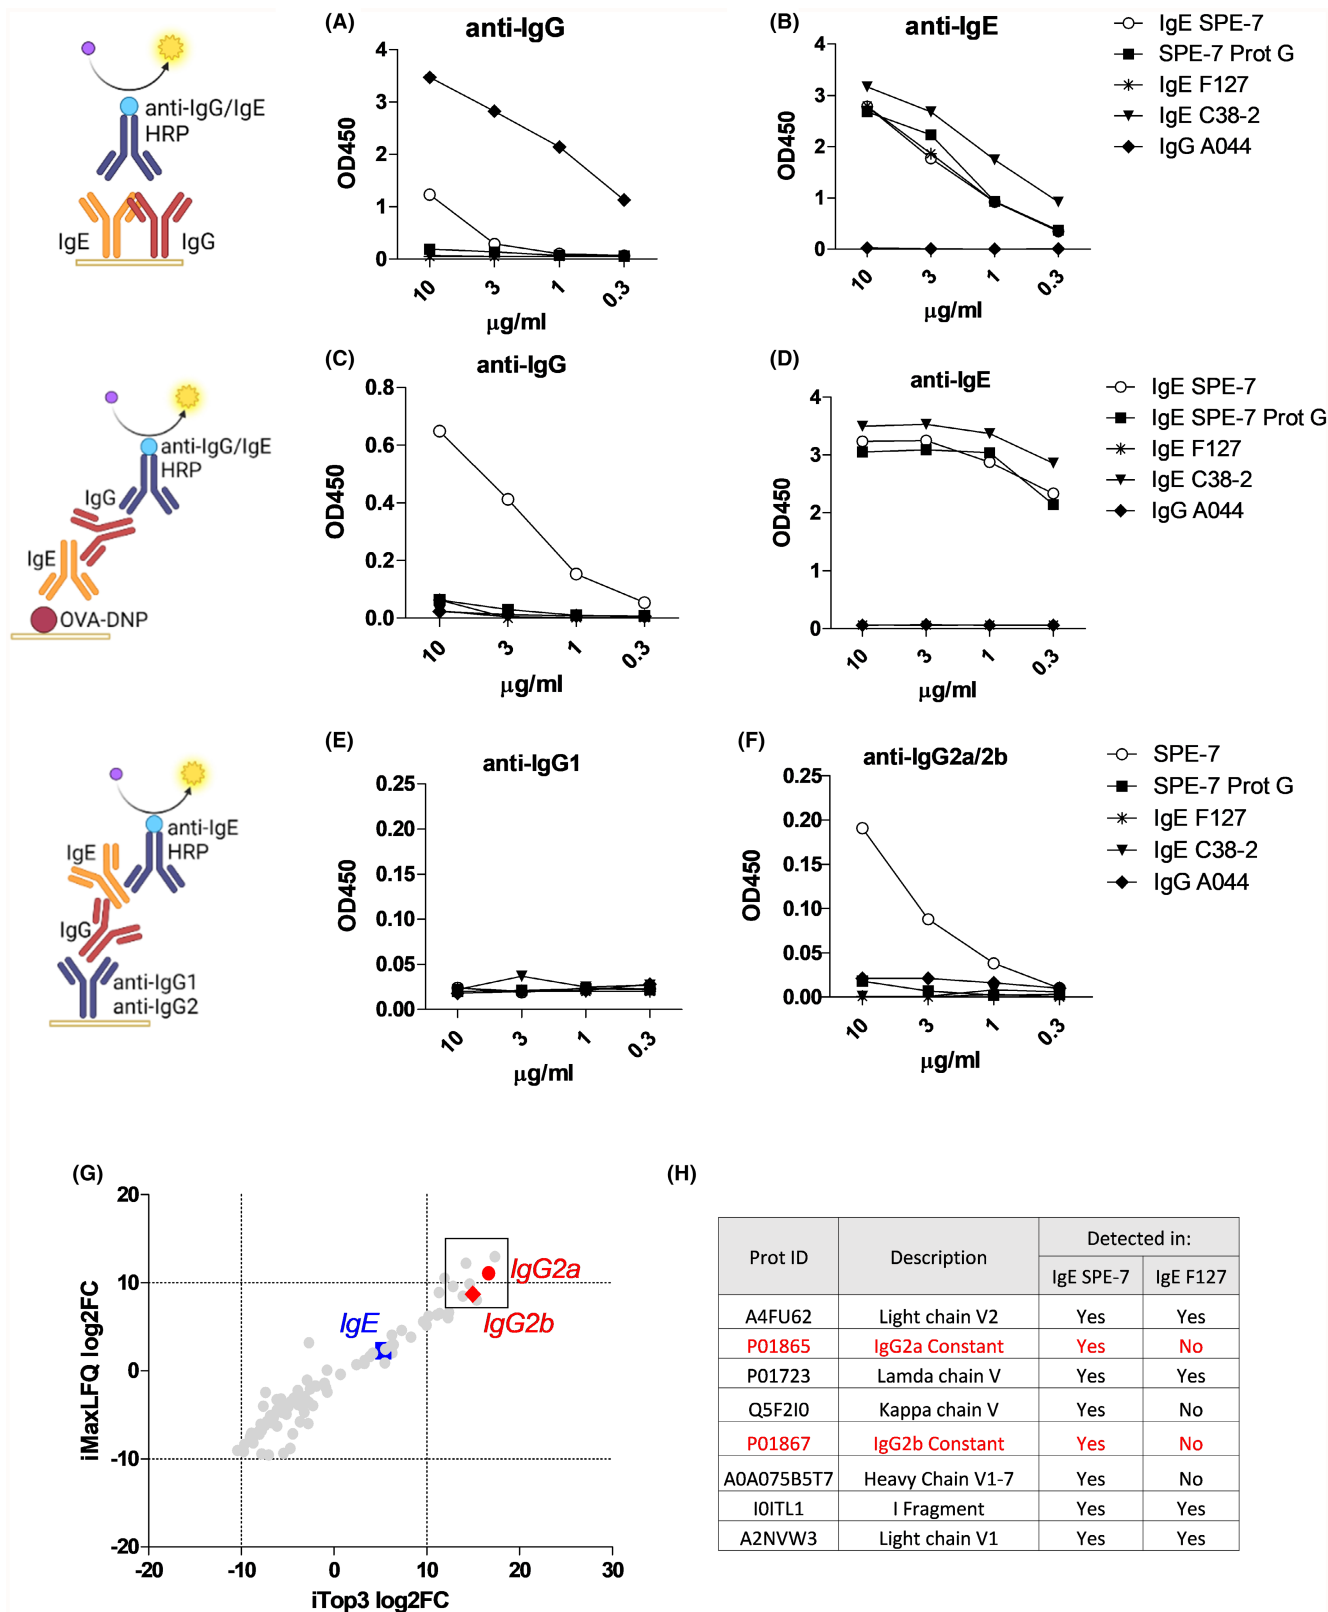 (A)
anti-IgG
4
3
2
1
0
OD450
10
3
1
0.3
µg/ml
anti-IgG/IgE
HRP
IgE
IgG
(B)
anti-IgE
4
3
2
1
0
OD450
10
3
1
0.3
µg/ml
IgE SPE-7
SPE-7 Prot G
IgE F127
IgE C38-2
IgG A044
anti-IgG/IgE
HRP
IgG
IgE
OVA-DNP
(C)
anti-IgG
0.8
0.6
0.4
0.2
0.0
OD450
10
3
1
0.3
µg/ml
(D)
anti-IgE
4
3
2
1
0
OD450
10
3
1
0.3
µg/ml
IgE SPE-7
IgE SPE-7 Prot G
IgE F127
IgE C38-2
IgG A044
anti-IgE
HRP
IgE
IgG
anti-IgG1
anti-IgG2
(E)
anti-IgG1
0.25
0.20
0.15
0.10
0.05
0.00
OD450
10
3
1
0.3
µg/ml
(F)
anti-IgG2a/2b
0.25
0.20
0.15
0.10
0.05
0.00
OD450
10
3
1
0.3
µg/ml
SPE-7
SPE-7 Prot G
IgE F127
IgE C38-2
IgG A044
(G)
20
10
0
-10
-20
iMaxLFQ log2FC
IgG2a
IgG2b
IgE
-20
-10
0
10
20
30
iTop3 log2FC
(H)
Prot ID Description Detected in:
IgE SPE-7 IgE F127
A4FU62 Light chain V2 Yes Yes
P01865 IgG2a Constant Yes No
P01723 Lamda chain V Yes Yes
Q5F2I0 Kappa chain V Yes No
P01867 IgG2b Constant Yes No
A0A075B5T7 Heavy Chain V1-7 Yes No
I0ITL1 I Fragment Yes Yes
A2NVW3 Light chain V1 Yes Yes